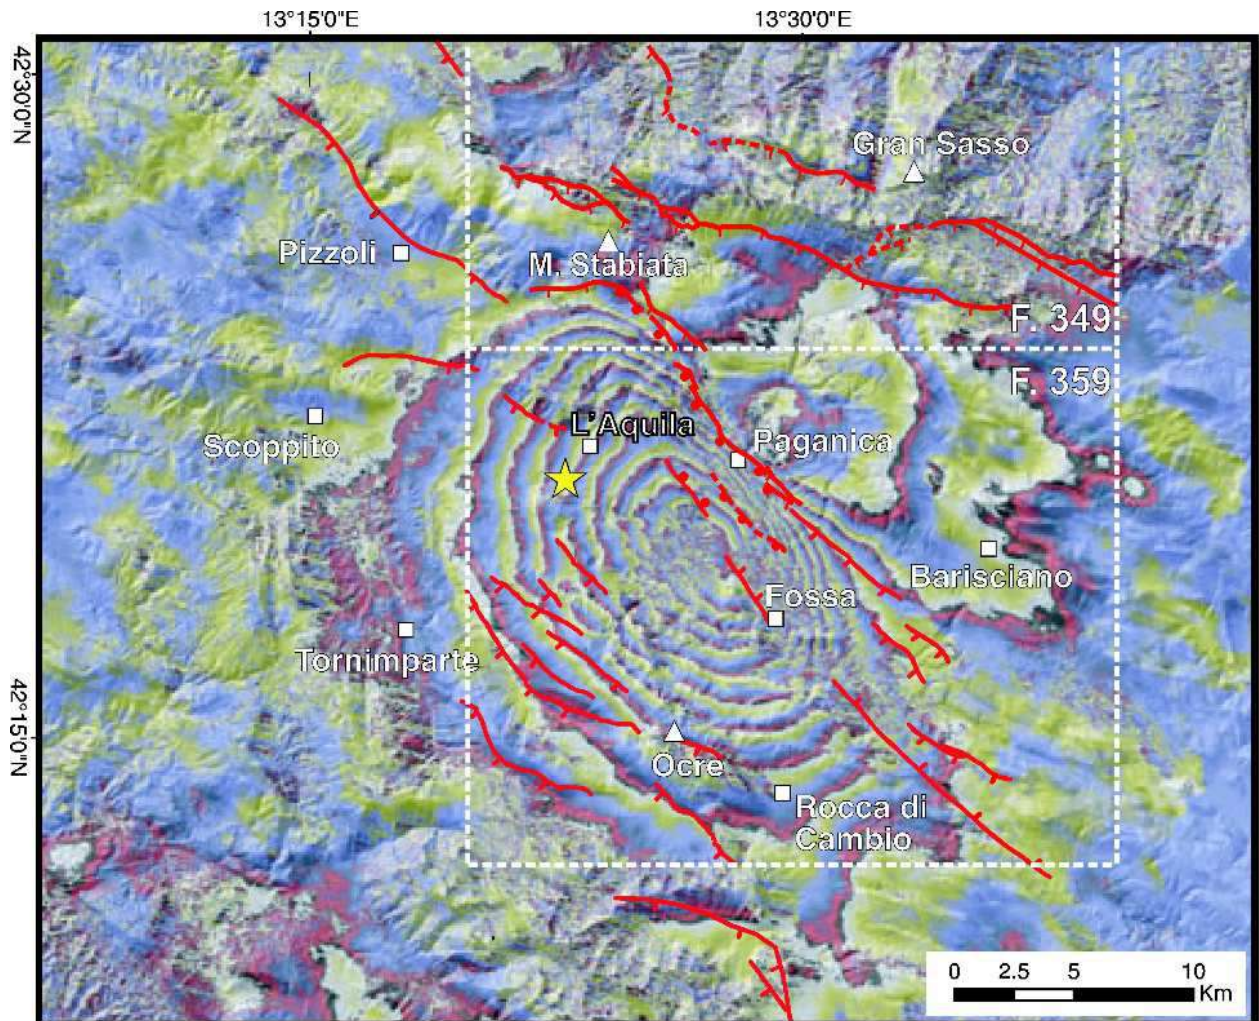 13°15'0"E
13°30'0"E
42°30'0"N
Gran Sasso
Pizzoli
M. Stabiata
F. 349
F. 359
L'Aquila
Scoppito
Paganica
Barisciano
Fossa
Tornimparte
42°15'0"N
Ocre
Rocca di
Cambio
0 2.5 5 10
Km